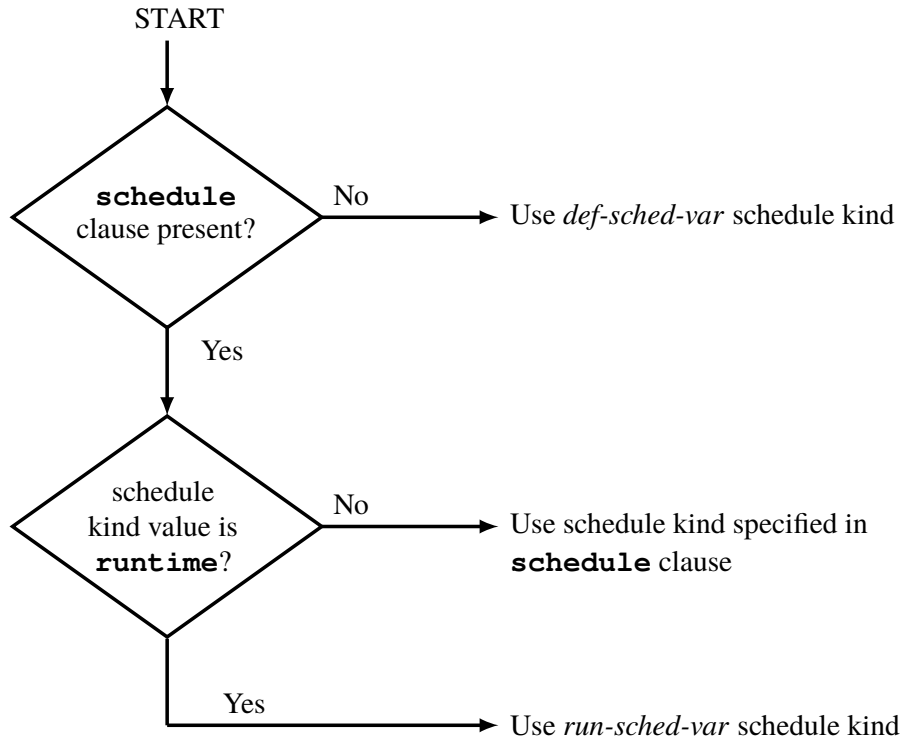 START
schedule
clause present?
No
Use def-sched-var schedule kind
Yes
schedule
kind value is
runtime?
No
Use schedule kind specified in
schedule clause
Yes
Use run-sched-var schedule kind